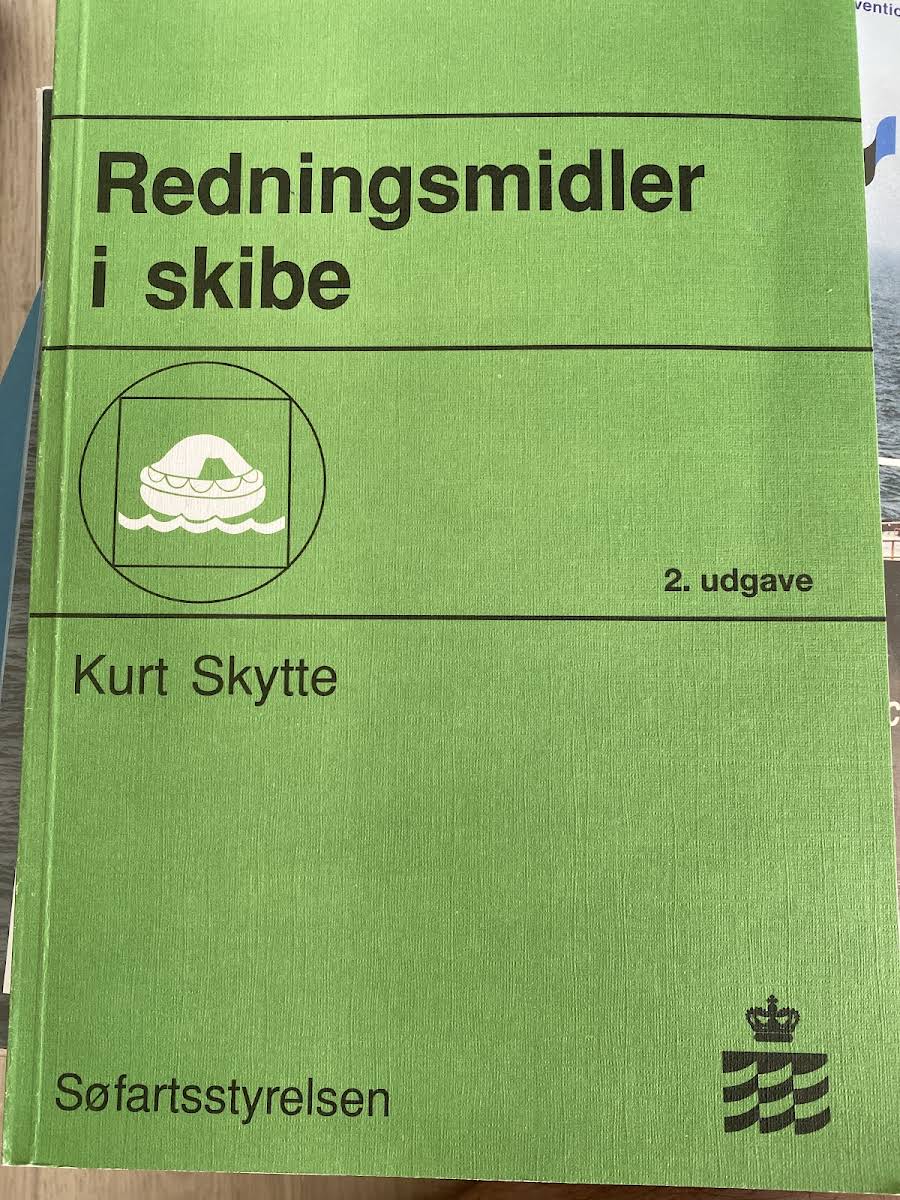 Redningsmidler
i skibe
2. udgave
Kurt Skytte
Søfartsstyrelsen